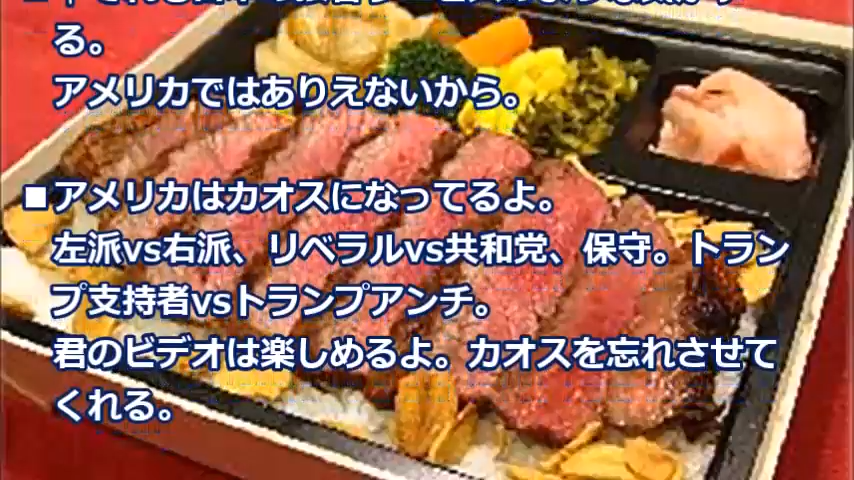 る。
アメリカではありえないから。
■アメリカはカオスになってるよ。
左派vs右派、リベラルvs共和党、保守。トラン
プ支持者vsトランプアンチ。
君のビデオは楽しめるよ。カオスを忘れさせて
くれる。